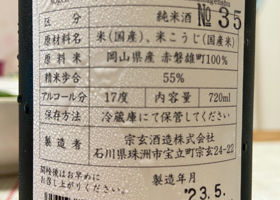 区分 純米酒 №35
原材料名 米(国産)、米こうじ(国産米)
原料米 岡山県産 赤磐雄町100%
精米歩合 55%
アルコール分 17度 内容量 720ml
保存方法 冷蔵庫にて保管してください
製造者 宗玄酒造株式会社
石川県珠洲市宝立町宗玄24-22
開栓後はお早めに
お召し上がりください。
製造年月
'23.5.